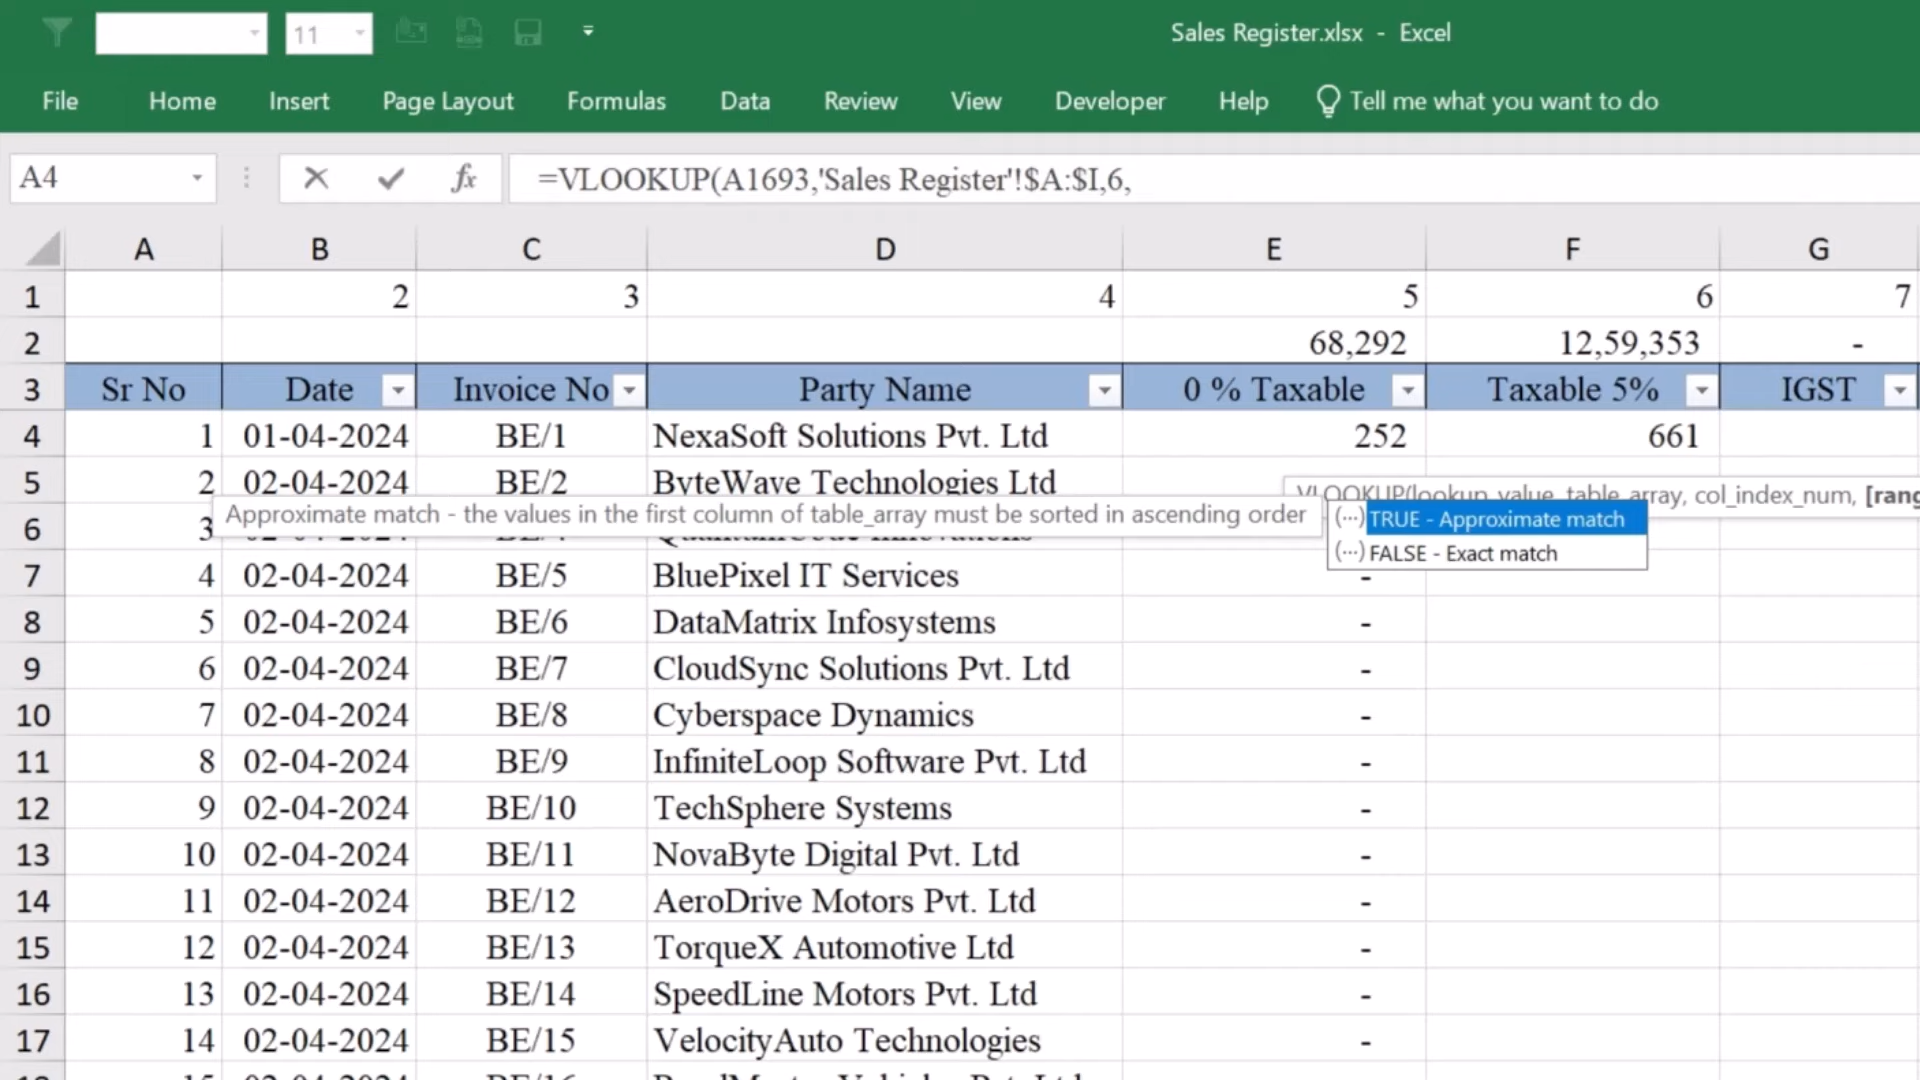 11
Sales Register.xlsx - Excel
File Home Insert Page Layout Formulas Data Review View Developer Help Tell me what you want to do
A4 fx =VLOOKUP(A1693,'Sales Register'!$A:$I,6,
A B C D E F G
1 2 3 4 5 6 7
2 68,292 12,59,353 -
3 Sr No Date Invoice No Party Name 0 % Taxable Taxable 5% IGST
4 1 01-04-2024 BE/1 NexaSoft Solutions Pvt. Ltd 252 661
5 2 02-04-2024 BE/2 ByteWave Technologies Ltd
VLOOKUP(lookup_value, table_array, col_index_num, [rang
Approximate match - the values in the first column of table_array must be sorted in ascending order
(...) TRUE - Approximate match
(...) FALSE - Exact match
6 3
7 4 02-04-2024 BE/5 BluePixel IT Services -
8 5 02-04-2024 BE/6 DataMatrix Infosystems -
9 6 02-04-2024 BE/7 CloudSync Solutions Pvt. Ltd -
10 7 02-04-2024 BE/8 Cyberspace Dynamics -
11 8 02-04-2024 BE/9 InfiniteLoop Software Pvt. Ltd -
12 9 02-04-2024 BE/10 TechSphere Systems -
13 10 02-04-2024 BE/11 NovaByte Digital Pvt. Ltd -
14 11 02-04-2024 BE/12 AeroDrive Motors Pvt. Ltd -
15 12 02-04-2024 BE/13 TorqueX Automotive Ltd -
16 13 02-04-2024 BE/14 SpeedLine Motors Pvt. Ltd -
17 14 02-04-2024 BE/15 VelocityAuto Technologies -